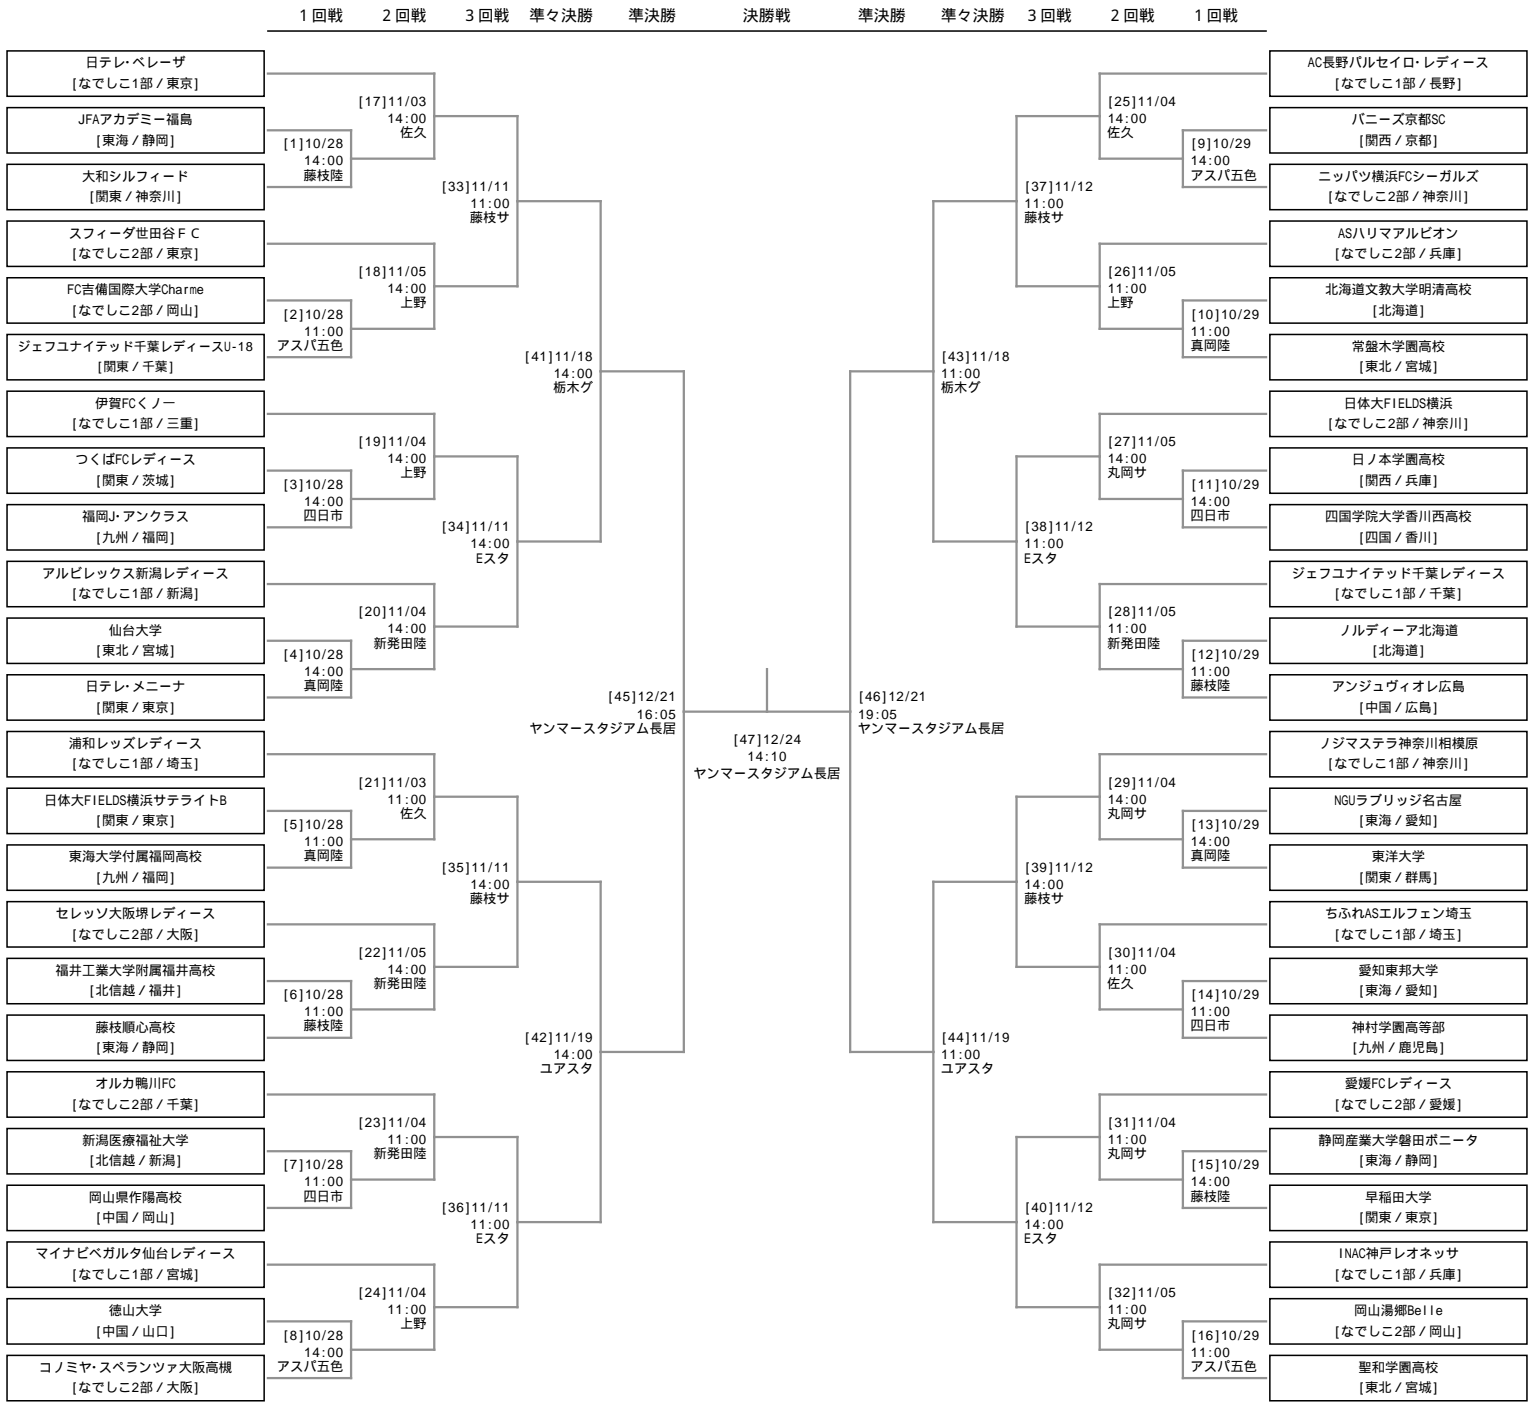 1回戦 2回戦 3回戦 準々決勝 準決勝 決勝戦 準決勝 準々決勝 3回戦 2回戦 1回戦
日テレ・ベレーザ
[なでしこ1部/東京]
JFAアカデミー福島
[東海/静岡]
大和シルフィード
[関東/神奈川]
スフィーダ世田谷ＦＣ
[なでしこ2部/東京]
FC吉備国際大学Charme
[なでしこ2部/岡山]
ジェフユナイテッド千葉レディースU-18
[関東/千葉]
伊賀FCくノ一
[なでしこ1部/三重]
つくばFCレディース
[関東/茨城]
福岡J・アンクラス
[九州/福岡]
アルビレックス新潟レディース
[なでしこ1部/新潟]
仙台大学
[東北/宮城]
日テレ・メニーナ
[関東/東京]
浦和レッズレディース
[なでしこ1部/埼玉]
日体大FIELDS横浜サテライトB
[関東/東京]
東海大学付属福岡高校
[九州/福岡]
セレッソ大阪堺レディース
[なでしこ2部/大阪]
福井工業大学附属福井高校
[北信越/福井]
藤枝順心高校
[東海/静岡]
オルカ鴨川FC
[なでしこ2部/千葉]
新潟医療福祉大学
[北信越/新潟]
岡山県作陽高校
[中国/岡山]
マイナビベガルタ仙台レディース
[なでしこ1部/宮城]
徳山大学
[中国/山口]
コノミヤ・スペランツァ大阪高槻
[なでしこ2部/大阪]
[1]10/28
14:00
藤枝陸
[2]10/28
11:00
アスパ五色
[3]10/28
14:00
四日市
[4]10/28
14:00
真岡陸
[5]10/28
11:00
真岡陸
[6]10/28
11:00
藤枝陸
[7]10/28
11:00
四日市
[8]10/28
14:00
アスパ五色
[17]11/03
14:00
佐久
[18]11/05
14:00
上野
[19]11/04
14:00
上野
[20]11/04
14:00
新発田陸
[21]11/03
11:00
佐久
[22]11/05
14:00
新発田陸
[23]11/04
11:00
新発田陸
[24]11/04
11:00
上野
[33]11/11
11:00
藤枝サ
[34]11/11
14:00
Eスタ
[35]11/11
14:00
藤枝サ
[36]11/11
11:00
Eスタ
[41]11/18
14:00
栃木グ
[42]11/19
14:00
ユアスタ
[45]12/21
16:05
ヤンマースタジアム長居
[47]12/24
14:10
ヤンマースタジアム長居
[46]12/21
19:05
ヤンマースタジアム長居
[43]11/18
11:00
栃木グ
[44]11/19
11:00
ユアスタ
[37]11/12
11:00
藤枝サ
[38]11/12
11:00
Eスタ
[39]11/12
14:00
藤枝サ
[40]11/12
14:00
Eスタ
[25]11/04
14:00
佐久
[26]11/05
11:00
上野
[27]11/05
14:00
丸岡サ
[28]11/05
11:00
新発田陸
[29]11/04
14:00
丸岡サ
[30]11/04
11:00
佐久
[31]11/04
11:00
丸岡サ
[32]11/05
11:00
丸岡サ
[9]10/29
14:00
アスパ五色
[10]10/29
11:00
真岡陸
[11]10/29
14:00
四日市
[12]10/29
11:00
藤枝陸
[13]10/29
14:00
真岡陸
[14]10/29
11:00
四日市
[15]10/29
14:00
藤枝陸
[16]10/29
11:00
アスパ五色
AC長野パルセイロ・レディース
[なでしこ1部/長野]
バニーズ京都SC
[関西/京都]
ニッパツ横浜FCシーガルズ
[なでしこ2部/神奈川]
ASハリマアルビオン
[なでしこ2部/兵庫]
北海道文教大学明清高校
[北海道]
常盤木学園高校
[東北/宮城]
日体大FIELDS横浜
[なでしこ2部/神奈川]
日ノ本学園高校
[関西/兵庫]
四国学院大学香川西高校
[四国/香川]
ジェフユナイテッド千葉レディース
[なでしこ1部/千葉]
ノルディーア北海道
[北海道]
アンジュヴィオレ広島
[中国/広島]
ノジマステラ神奈川相模原
[なでしこ1部/神奈川]
NGUラブリッジ名古屋
[東海/愛知]
東洋大学
[関東/群馬]
ちふれASエルフェン埼玉
[なでしこ1部/埼玉]
愛知東邦大学
[東海/愛知]
神村学園高等部
[九州/鹿児島]
愛媛FCレディース
[なでしこ2部/愛媛]
静岡産業大学磐田ボニータ
[東海/静岡]
早稲田大学
[関東/東京]
INAC神戸レオネッサ
[なでしこ1部/兵庫]
岡山湯郷Belle
[なでしこ2部/岡山]
聖和学園高校
[東北/宮城]